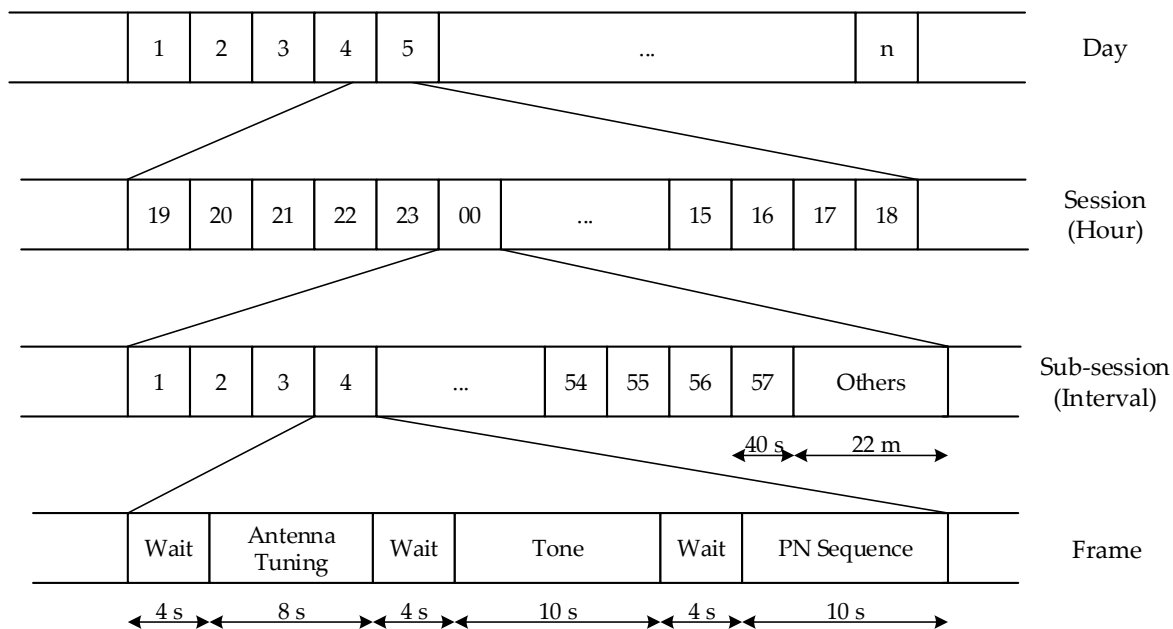 1 2 3 4 5 ... n Day
19 20 21 22 23 00 ... 15 16 17 18 Session
(Hour)
1 2 3 4 ... 54 55 56 57 Others Sub-session
(Interval)
40 s 22 m
Wait Antenna
Tuning Wait Tone Wait PN Sequence Frame
4 s 8 s 4 s 10 s 4 s 10 s